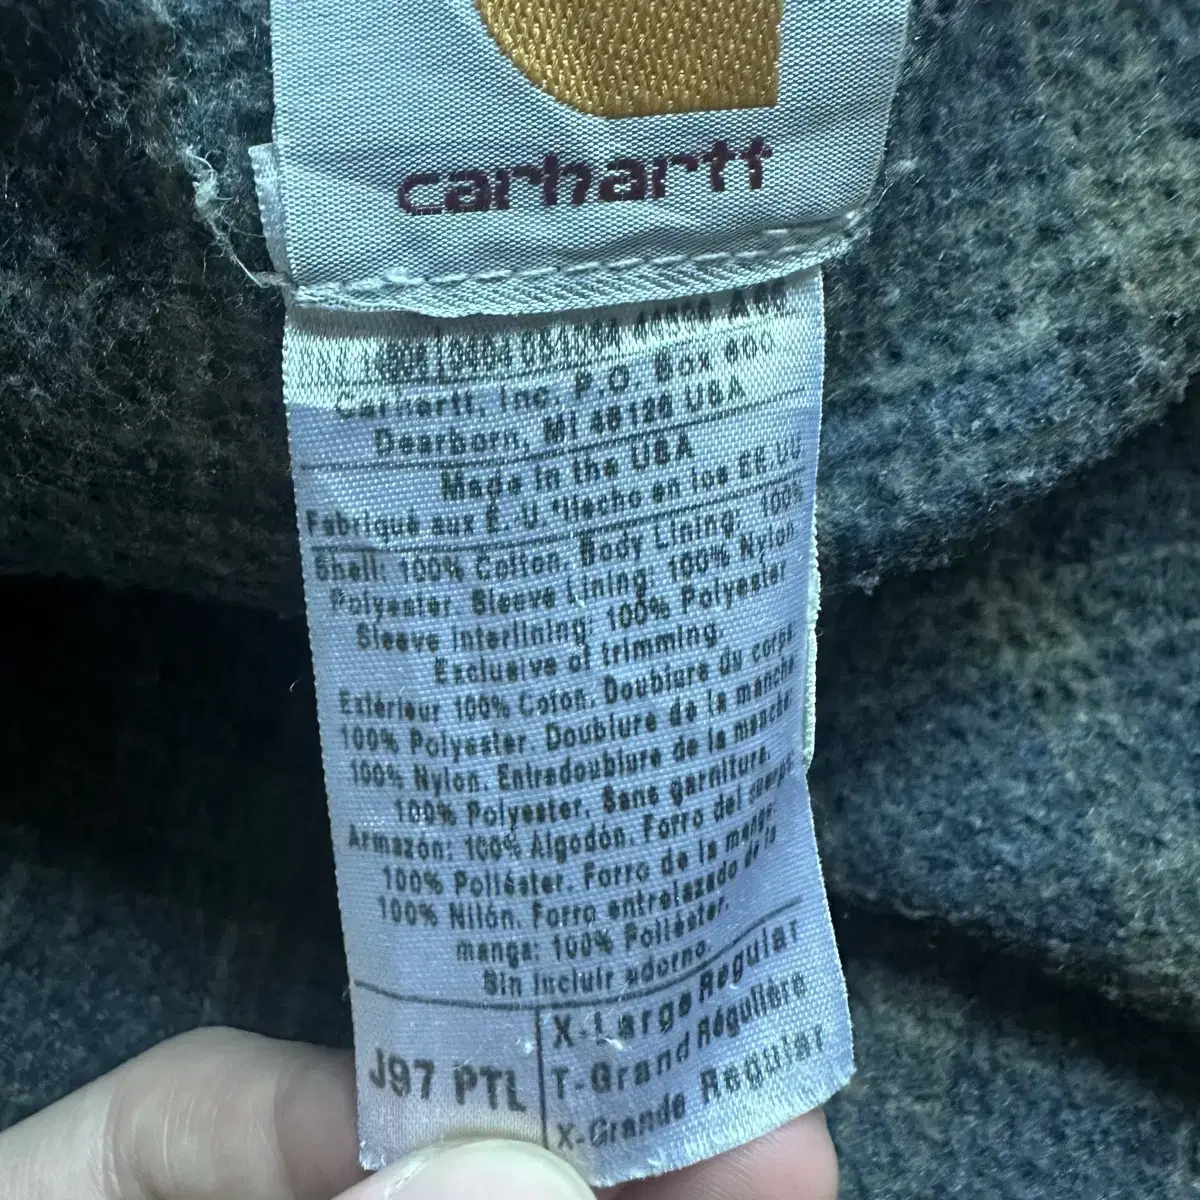 carhartt
Carhartt, Inc. P.O. Box 600
Dearborn, MI 48126 USA
Made in the USA
Fabriqué aux É. U. Hecho en los EE.UU
Shell: 100% Cotton. Body Lining: 100%
Polyester. Sleeve Lining: 100% Nylon
Sleeve Interlining: 100% Polyester
Exclusive of trimming.
Extérieur 100% Coton. Doublure du corps
100% Polyester. Doublure de la manche
100% Nylon. Entredoublure de la manche:
100% Polyester. Sans garniture.
Armazón: 100% Algodón. Forro del cuerpo:
100% Poliéster. Forro de la manga:
100% Nilón. Forro entrelazado de la
manga: 100% Poliéster.
Sin incluir adorno.
J97 PTL
X-Large Regular
T-Grand Régulière
X-Grande Regular